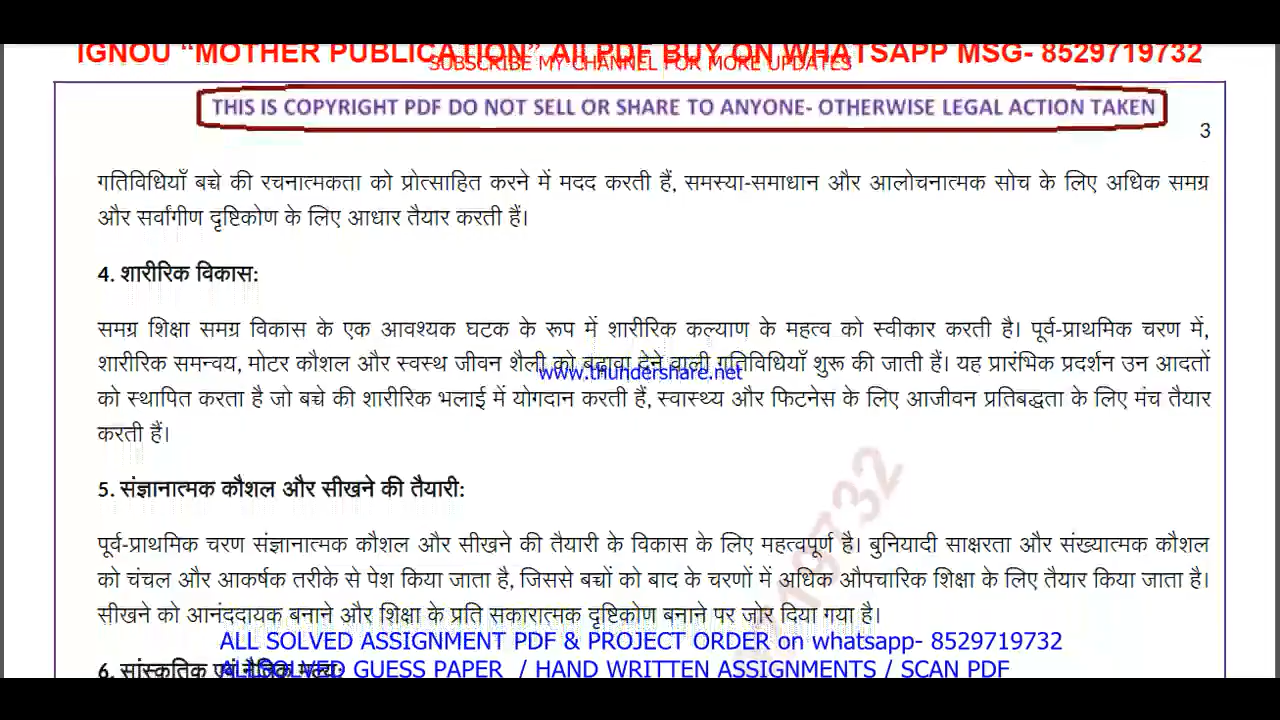 IGNOU “MOTHER PUBLICATION” All PDF BUY ON WHATSAPP MSG- 8529719732
SUBSCRIBE MY CHANNEL FOR MORE UPDATES
THIS IS COPYRIGHT PDF DO NOT SELL OR SHARE TO ANYONE- OTHERWISE LEGAL ACTION TAKEN
3
गतिविधियाँ बच्चे की रचनात्मकता को प्रोत्साहित करने में मदद करती हैं, समस्या-समाधान और आलोचनात्मक सोच के लिए अधिक समग्र
और सर्वांगीण दृष्टिकोण के लिए आधार तैयार करती हैं।
4. शारीरिक विकास:
समग्र शिक्षा समग्र विकास के एक आवश्यक घटक के रूप में शारीरिक कल्याण के महत्व को स्वीकार करती है। पूर्व-प्राथमिक चरण में,
शारीरिक समन्वय, मोटर कौशल और स्वस्थ जीवन शैली को बढ़ावा देने वाली गतिविधियाँ शुरू की जाती हैं। यह प्रारंभिक प्रदर्शन उन आदतों
www.thundershare.net
को स्थापित करता है जो बच्चे की शारीरिक भलाई में योगदान करती हैं, स्वास्थ्य और फिटनेस के लिए आजीवन प्रतिबद्धता के लिए मंच तैयार
करती हैं।
5. संज्ञानात्मक कौशल और सीखने की तैयारी:
पूर्व-प्राथमिक चरण संज्ञानात्मक कौशल और सीखने की तैयारी के विकास के लिए महत्वपूर्ण है। बुनियादी साक्षरता और संख्यात्मक कौशल
को चंचल और आकर्षक तरीके से पेश किया जाता है, जिससे बच्चों को बाद के चरणों में अधिक औपचारिक शिक्षा के लिए तैयार किया जाता है।
सीखने को आनंददायक बनाने और शिक्षा के प्रति सकारात्मक दृष्टिकोण बनाने पर जोर दिया गया है।
ALL SOLVED ASSIGNMENT PDF & PROJECT ORDER on whatsapp- 8529719732
6. सांस्कृतिक एवं नैतिक मूल्य:
ALL SOLVED GUESS PAPER / HAND WRITTEN ASSIGNMENTS / SCAN PDF